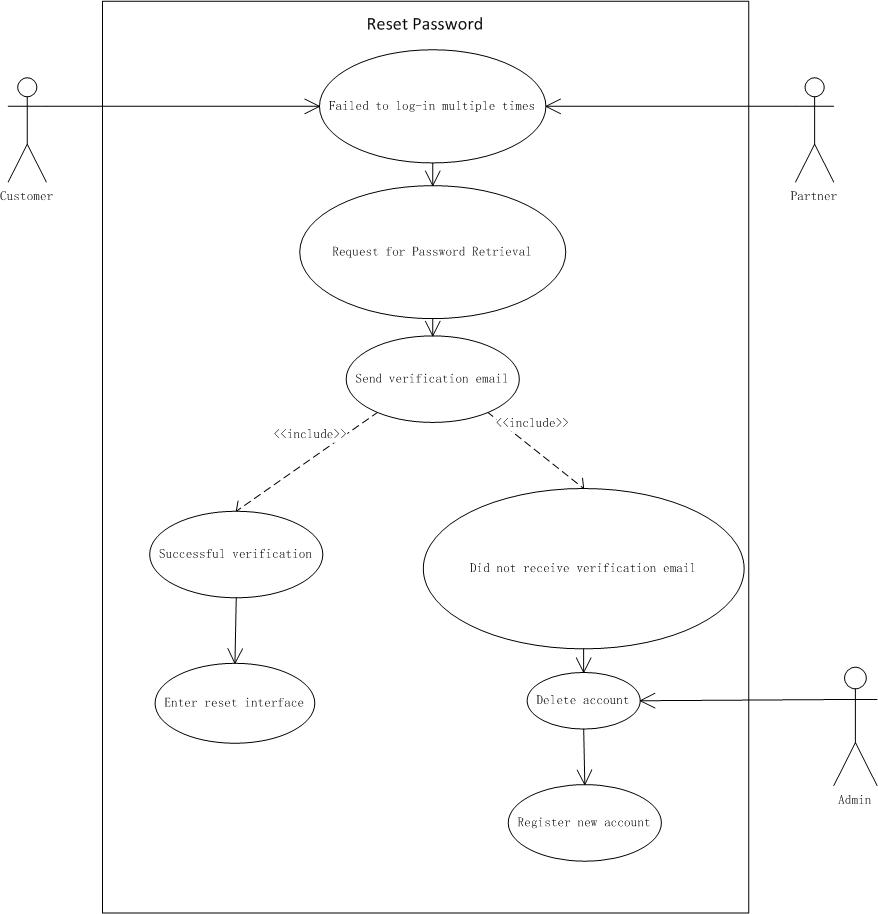 Reset Password
Failed to log-in multiple times
Customer
Partner
Request for Password Retrieval
Send verification email
<<include>>
<<include>>
Successful verification
Did not receive verification email
Enter reset interface
Delete account
Admin
Register new account